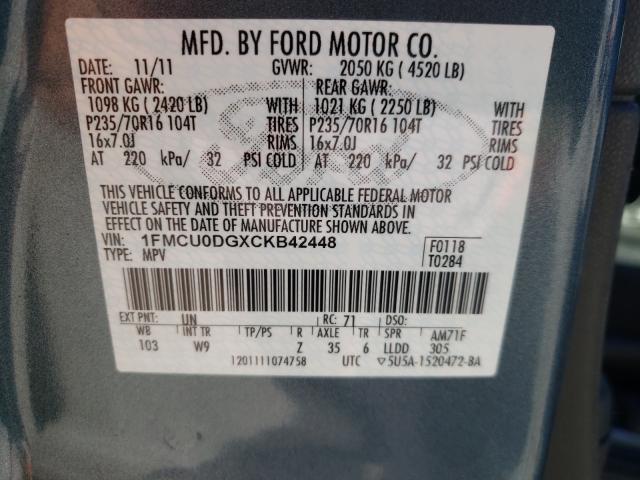 MFD. BY FORD MOTOR CO.
DATE: 11/11 GVWR: 2050 KG ( 4520 LB)
FRONT GAWR: REAR GAWR:
1098 KG ( 2420 LB) WITH 1021 KG ( 2250 LB) WITH
P235/70R16 104T TIRES P235/70R16 104T TIRES
16x7.0J RIMS 16x7.0J RIMS
AT 220 kPa/ 32 PSI COLD AT 220 kPa/ 32 PSI COLD
THIS VEHICLE CONFORMS TO ALL APPLICABLE FEDERAL MOTOR
VEHICLE SAFETY AND THEFT PREVENTION STANDARDS IN
EFFECT ON THE DATE OF MANUFACTURE SHOWN ABOVE.
VIN: 1FMCU0DGXCKB42448 F0118
TYPE: MPV T0284
EXT PNT: UN RC: 71 DSO:
WB INT TR TP/PS R AXLE TR SPR AM71F
103 W9 Z 35 6 LLDD 305
1201111074758 UTC ▽5U5A-1520472-BA